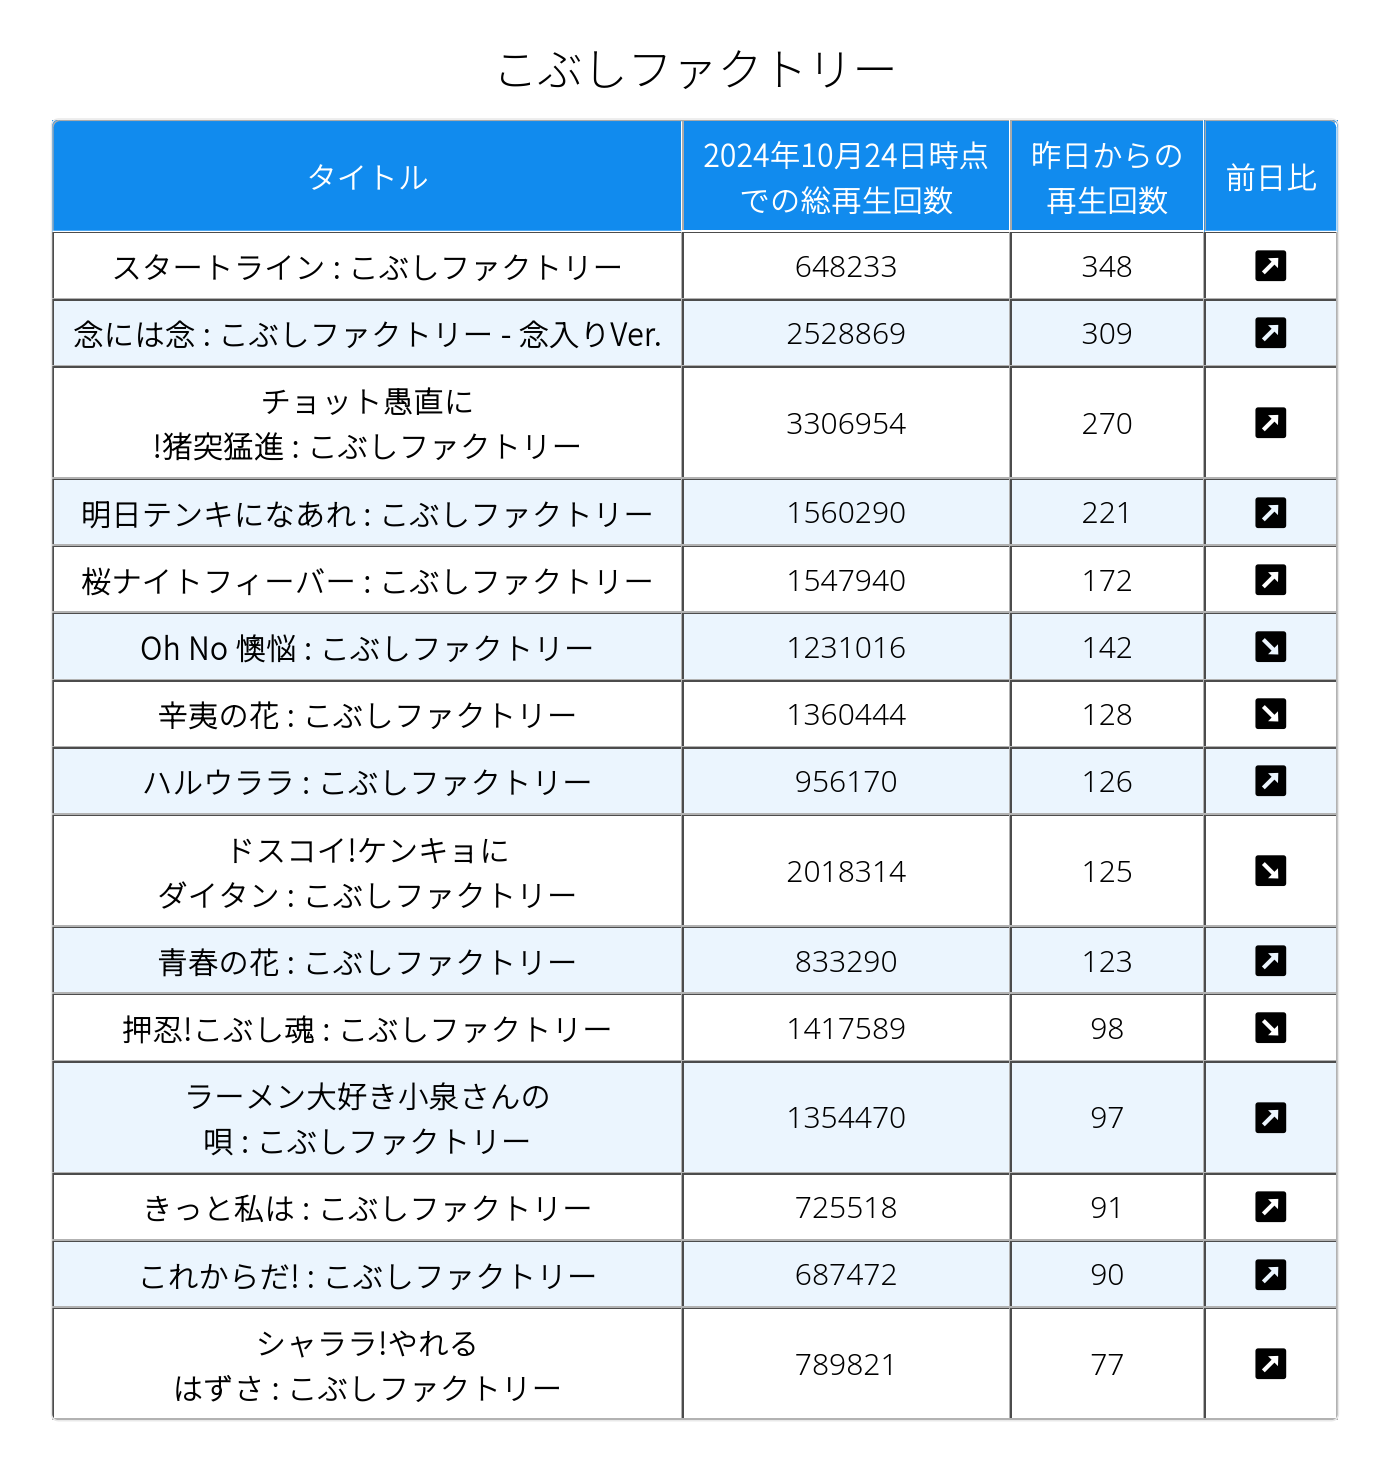 こぶしファクトリー
タイトル
2024年10月24日時点
での総再生回数
昨日からの
再生回数
前日比
スタートライン : こぶしファクトリー
648233
348
念には念 : こぶしファクトリー - 念入りVer.
2528869
309
チョット愚直に
!猪突猛進 : こぶしファクトリー
3306954
270
明日テンキになあれ : こぶしファクトリー
1560290
221
桜ナイトフィーバー : こぶしファクトリー
1547940
172
Oh No 懊悩 : こぶしファクトリー
1231016
142
辛夷の花 : こぶしファクトリー
1360444
128
ハルウララ : こぶしファクトリー
956170
126
ドスコイ!ケンキョに
ダイタン : こぶしファクトリー
2018314
125
青春の花 : こぶしファクトリー
833290
123
押忍!こぶし魂 : こぶしファクトリー
1417589
98
ラーメン大好き小泉さんの
唄 : こぶしファクトリー
1354470
97
きっと私は : こぶしファクトリー
725518
91
これからだ! : こぶしファクトリー
687472
90
シャララ!やれる
はずさ : こぶしファクトリー
789821
77